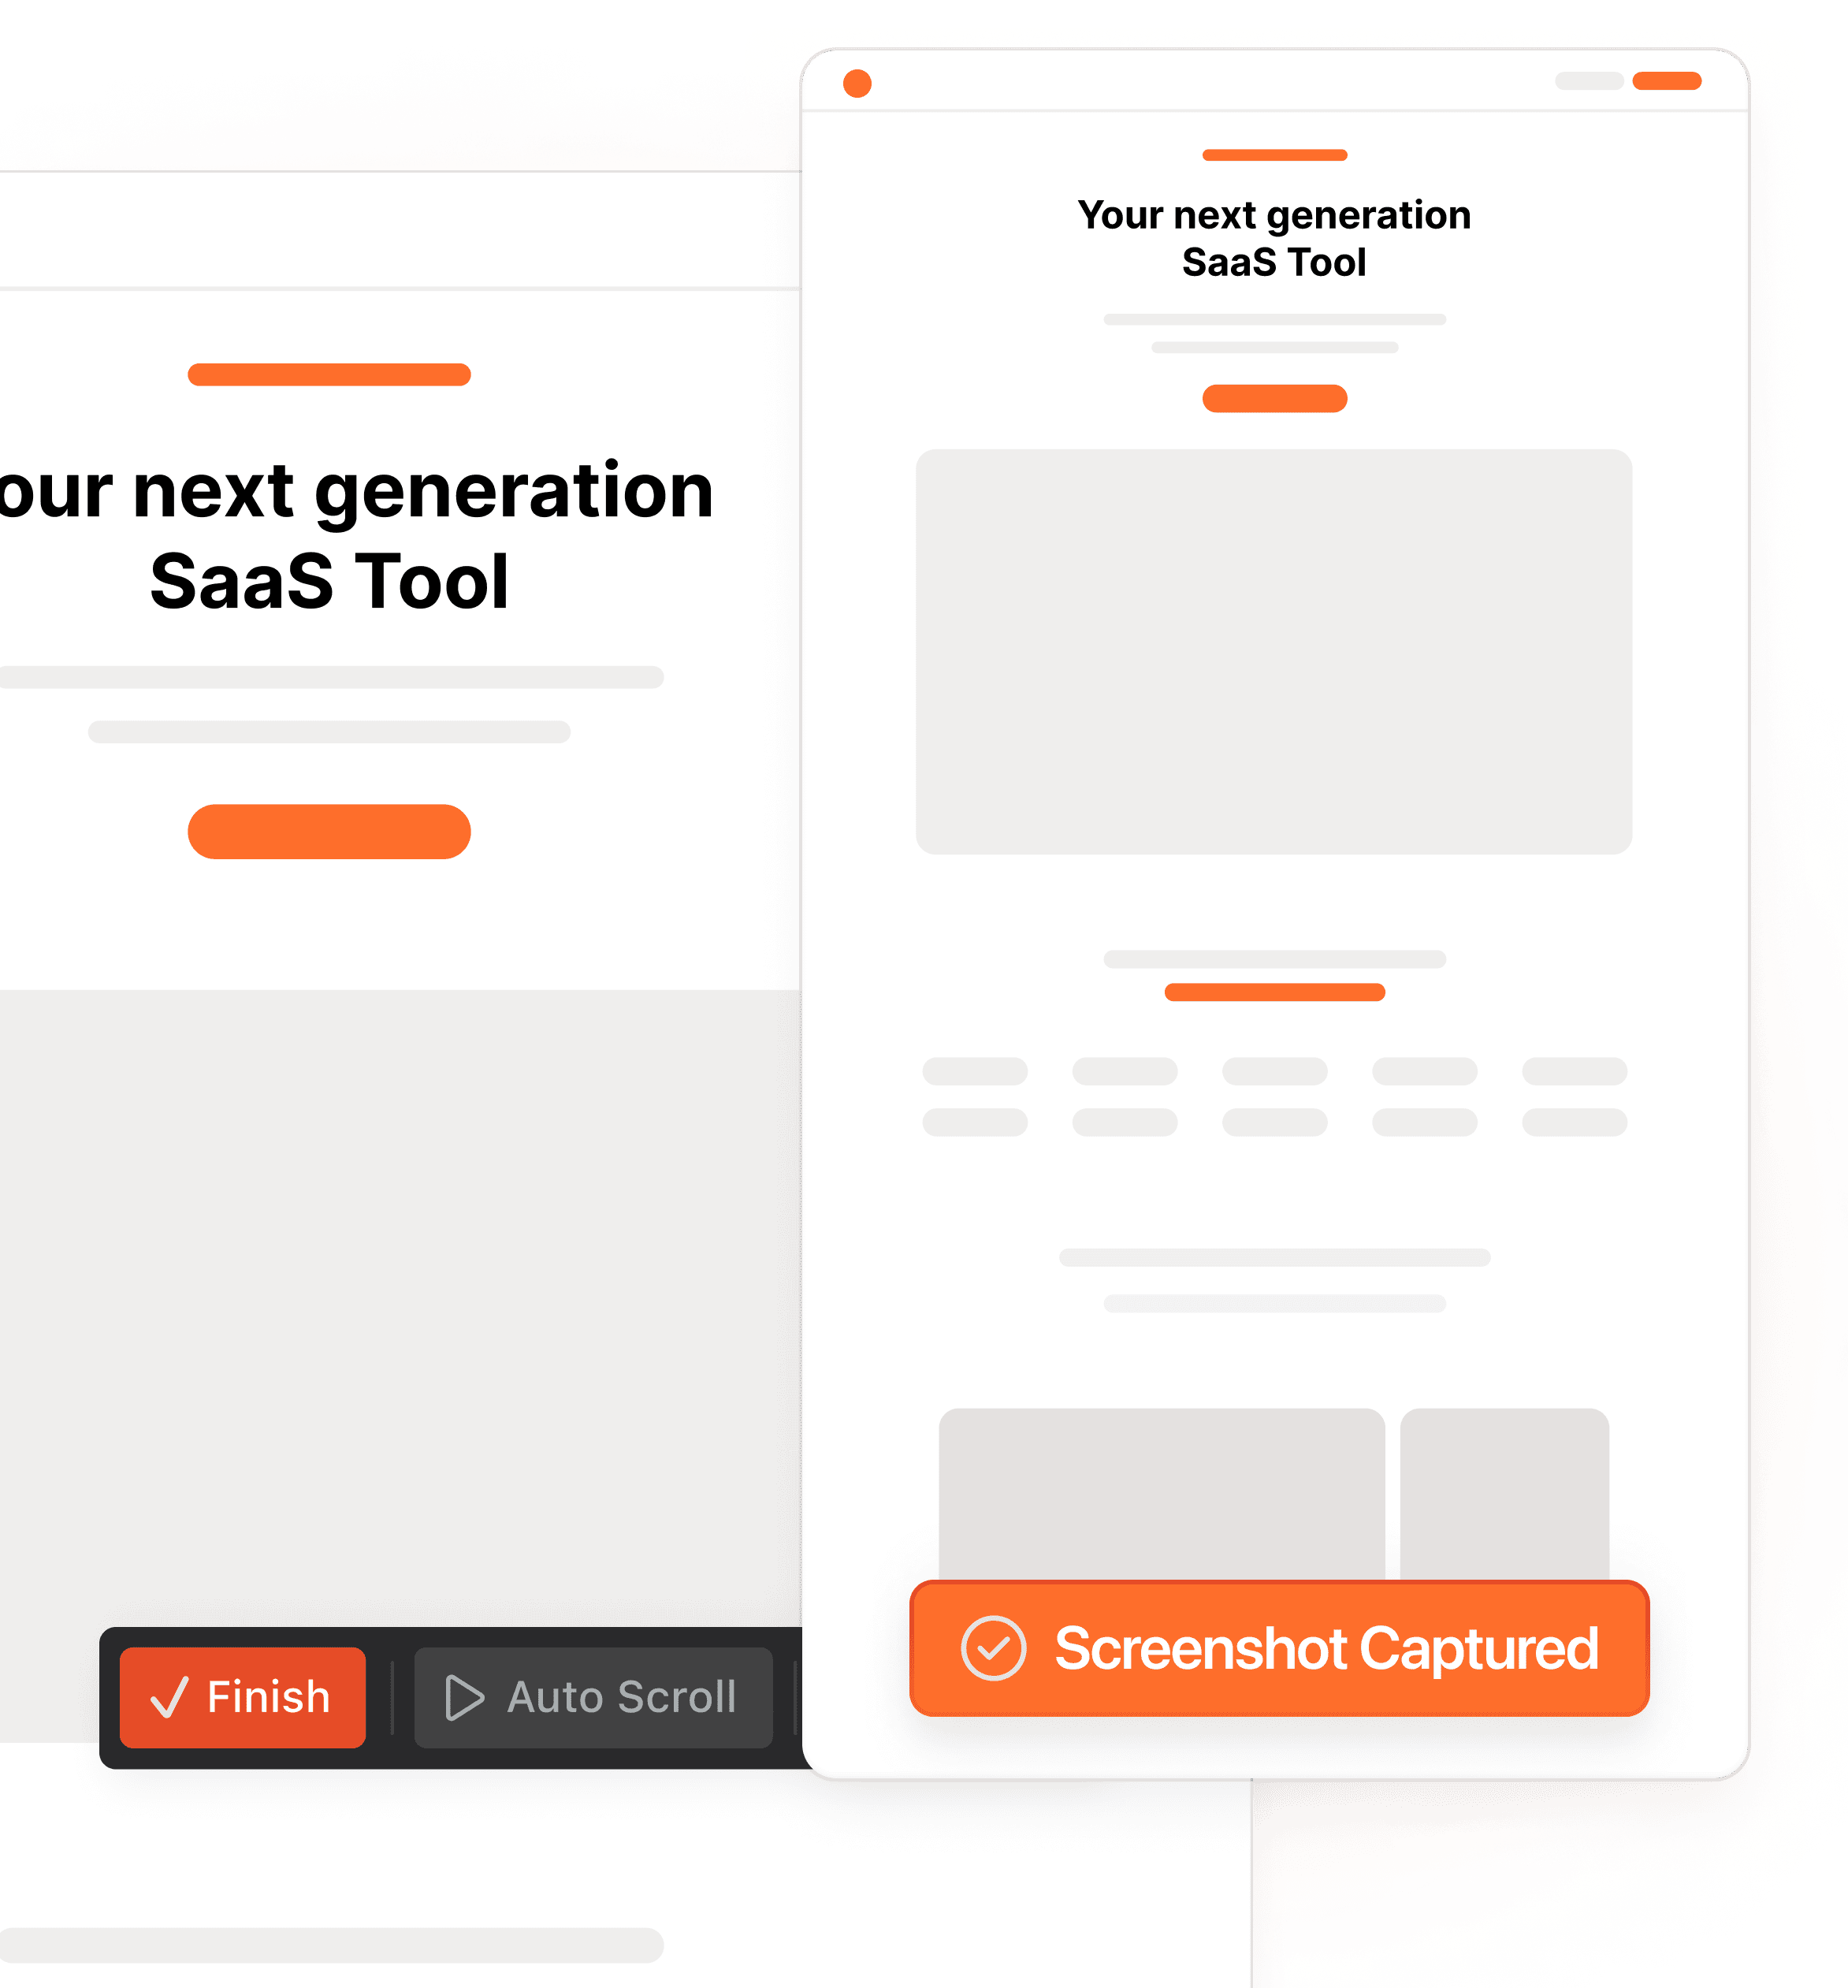 our next generation
SaaS Tool
Finish
Auto Scroll
Your next generation
SaaS Tool
Screenshot Captured